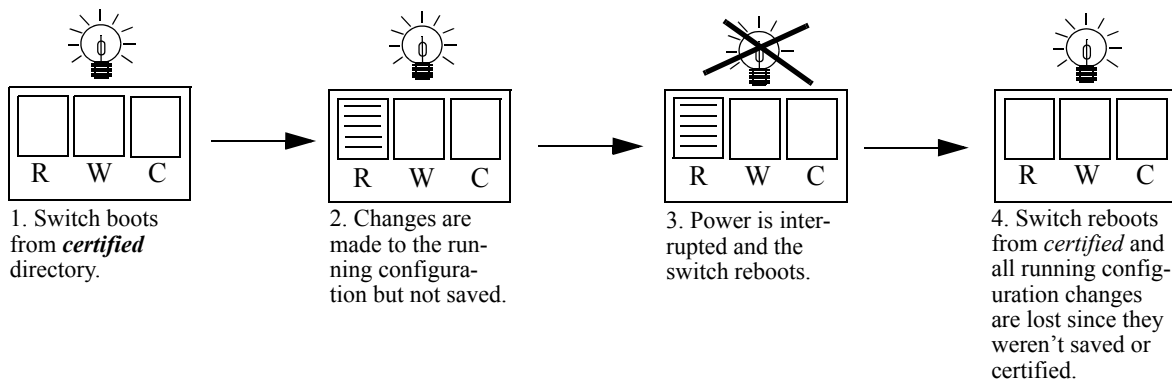 R W C
R W C
R W C
R W C
1. Switch boots
from certified
directory.
2. Changes are
made to the run-
ning configura-
tion but not saved.
3. Power is inter-
rupted and the
switch reboots.
4. Switch reboots
from certified and
all running config-
uration changes
are lost since they
weren’t saved or
certified.